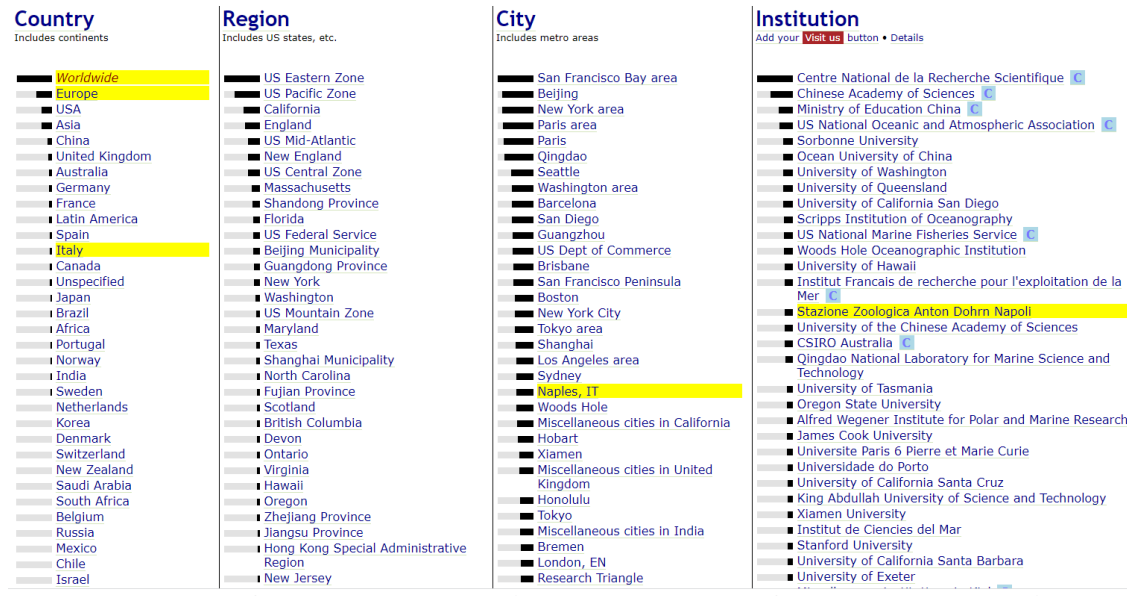 Country
Includes continents
Worldwide
Europe
USA
Asia
China
United Kingdom
Australia
Germany
France
Latin America
Spain
Italy
Canada
Unspecified
Japan
Brazil
Africa
Portugal
Norway
India
Sweden
Netherlands
Korea
Denmark
Switzerland
New Zealand
Saudi Arabia
South Africa
Belgium
Russia
Mexico
Chile
Israel
Region
Includes US states, etc.
US Eastern Zone
US Pacific Zone
California
England
US Mid-Atlantic
New England
US Central Zone
Massachusetts
Shandong Province
Florida
US Federal Service
Beijing Municipality
Guangdong Province
New York
Washington
US Mountain Zone
Maryland
Texas
Shanghai Municipality
North Carolina
Fujian Province
Scotland
British Columbia
Devon
Ontario
Virginia
Hawaii
Oregon
Zhejiang Province
Jiangsu Province
Hong Kong Special Administrative
Region
New Jersey
City
Includes metro areas
San Francisco Bay area
Beijing
New York area
Paris area
Paris
Qingdao
Seattle
Washington area
Barcelona
San Diego
Guangzhou
US Dept of Commerce
Brisbane
San Francisco Peninsula
Boston
New York City
Tokyo area
Shanghai
Los Angeles area
Sydney
Naples, IT
Woods Hole
Miscellaneous cities in California
Hobart
Xiamen
Miscellaneous cities in United
Kingdom
Honolulu
Tokyo
Miscellaneous cities in India
Bremen
London, EN
Research Triangle
Institution
Add your Visit us button • Details
Centre National de la Recherche Scientifique C
Chinese Academy of Sciences C
Ministry of Education China C
US National Oceanic and Atmospheric Association C
Sorbonne University
Ocean University of China
University of Washington
University of Queensland
University of California San Diego
Scripps Institution of Oceanography
US National Marine Fisheries Service C
Woods Hole Oceanographic Institution
University of Hawaii
Institut Francais de recherche pour l'exploitation de la
Mer C
Stazione Zoologica Anton Dohrn Napoli
University of the Chinese Academy of Sciences
CSIRO Australia C
Qingdao National Laboratory for Marine Science and
Technology
University of Tasmania
Oregon State University
Alfred Wegener Institute for Polar and Marine Research
James Cook University
Universite Paris 6 Pierre et Marie Curie
Universidade do Porto
University of California Santa Cruz
King Abdullah University of Science and Technology
Xiamen University
Institut de Ciencies del Mar
Stanford University
University of California Santa Barbara
University of Exeter